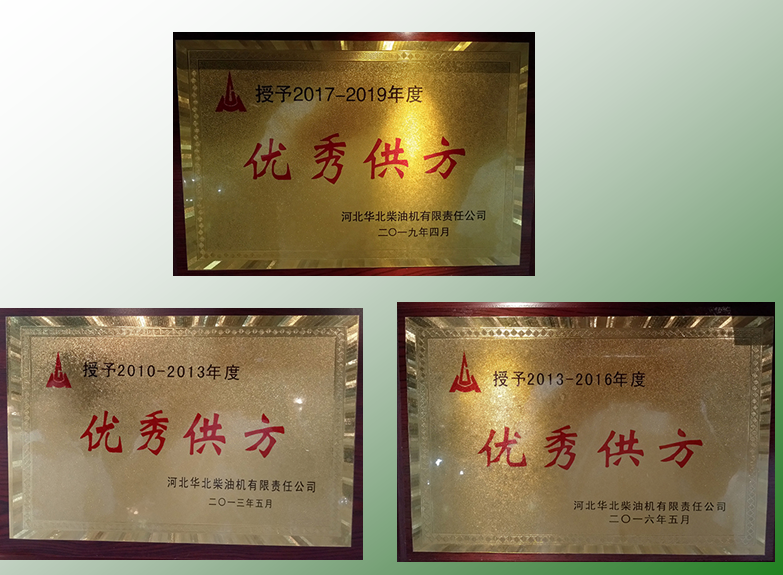 授予2017-2019年度
优秀供方
河北华北柴油机有限责任公司
二〇一九年四月
授予2010-2013年度
优秀供方
河北华北柴油机有限责任公司
二〇一三年五月
授予2013-2016年度
优秀供方
河北华北柴油机有限责任公司
二〇一六年五月